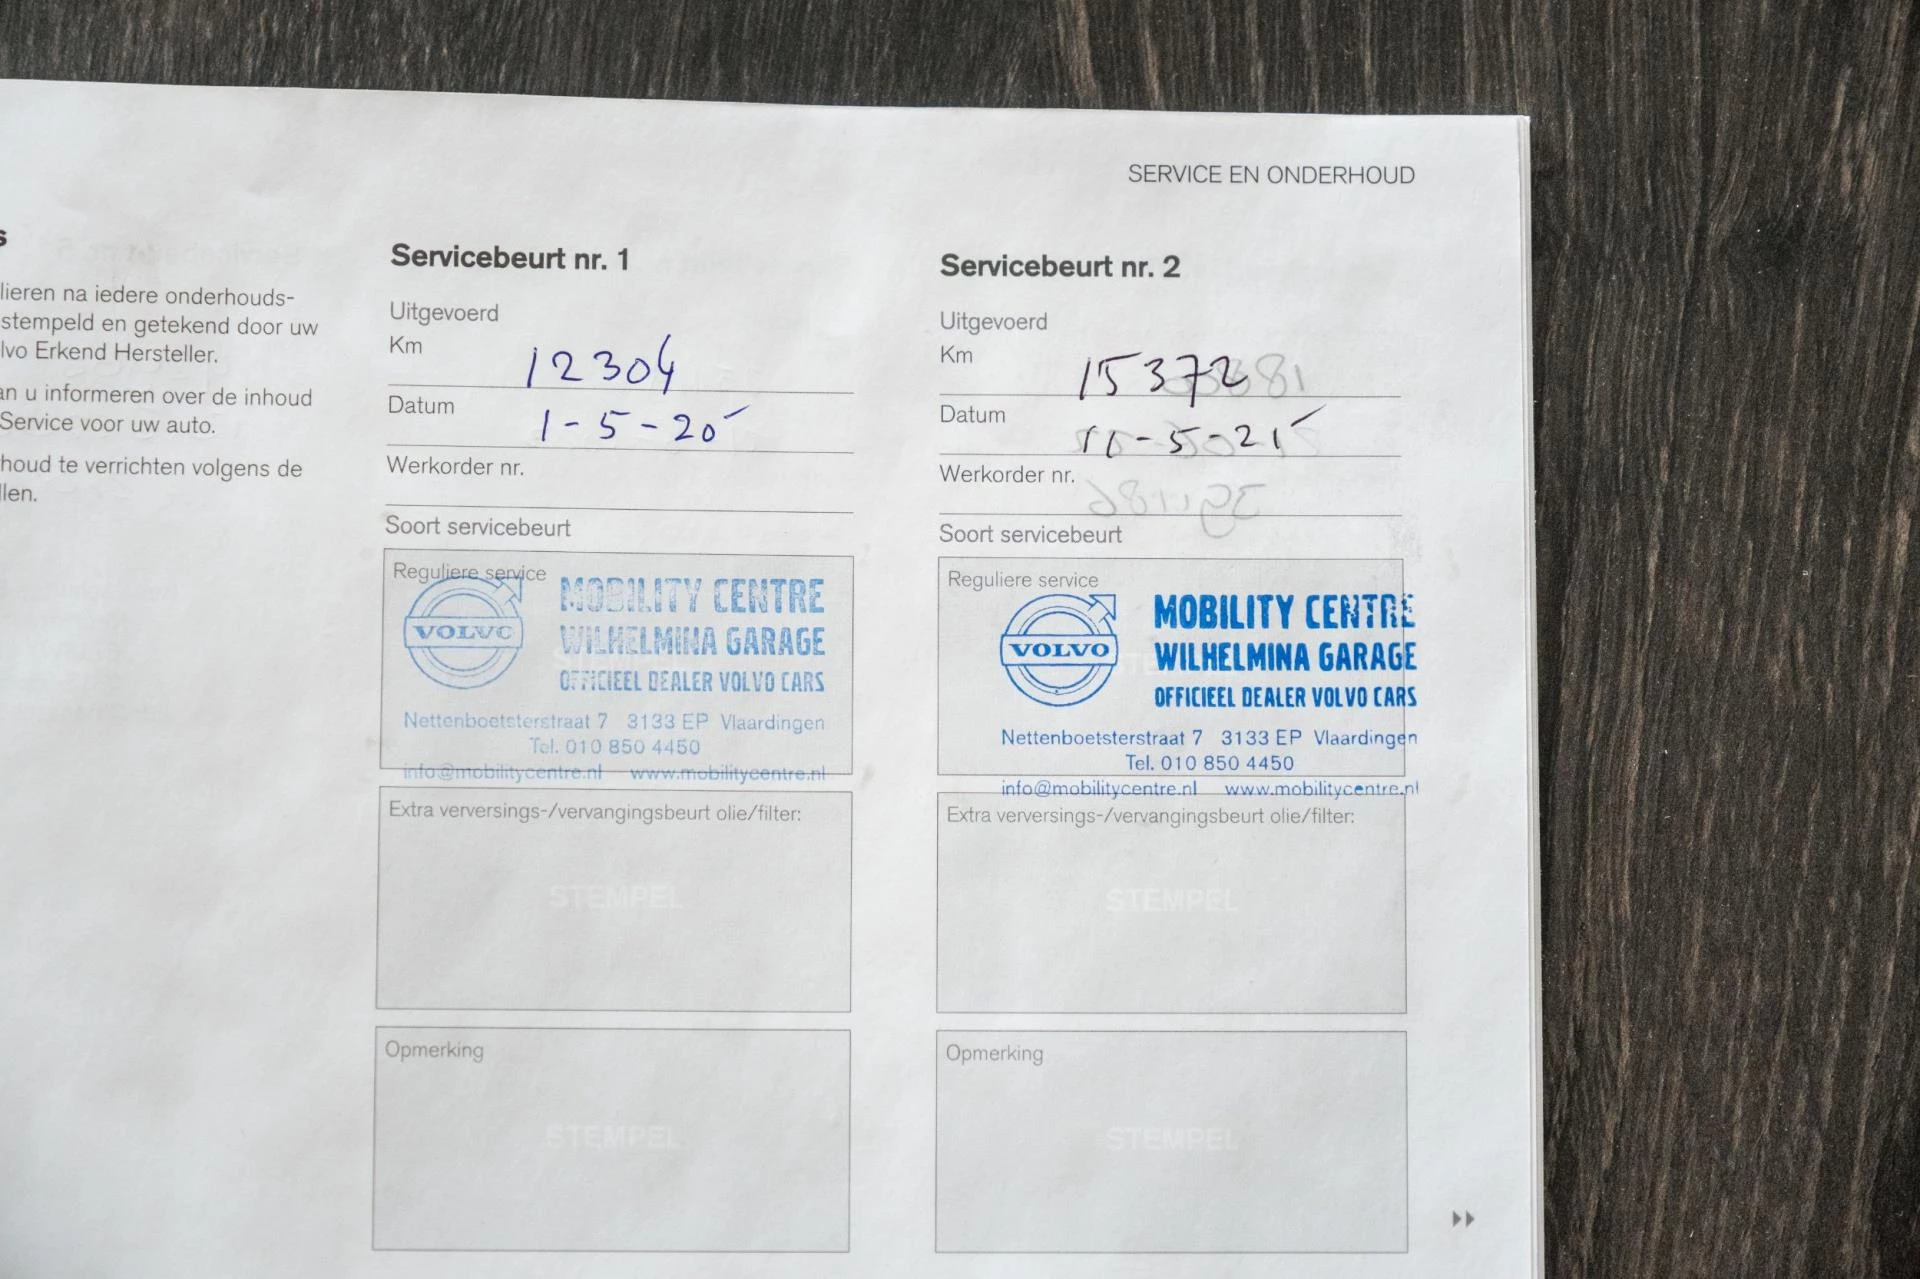 SERVICE EN ONDERHOUD
s
lieren na iedere onderhouds-
stempeld en getekend door uw
lvo Erkend Hersteller.
an u informeren over de inhoud
Service voor uw auto.
houd te verrichten volgens de
llen.
Servicebeurt nr. 1
Uitgevoerd
Km 12304
Datum 1-5-20
Werkorder nr.
Soort servicebeurt
Reguliere service
VOLVO
MOBILITY CENTRE
WILHELMINA GARAGE
OFFICIEEL DEALER VOLVO CARS
Nettenboetsterstraat 7 3133 EP Vlaardingen
Tel. 010 850 4450
info@mobilitycentre.nl www.mobilitycentre.nl
Extra verversings-/vervangingsbeurt olie/filter:
STEMPEL
Opmerking
STEMPEL
Servicebeurt nr. 2
Uitgevoerd
Km 15372
Datum 11-5-21
Werkorder nr.
Soort servicebeurt
Reguliere service
VOLVO
MOBILITY CENTRE
WILHELMINA GARAGE
OFFICIEEL DEALER VOLVO CARS
Nettenboetsterstraat 7 3133 EP Vlaardingen
Tel. 010 850 4450
info@mobilitycentre.nl www.mobilitycentre.nl
Extra verversings-/vervangingsbeurt olie/filter:
STEMPEL
Opmerking
STEMPEL